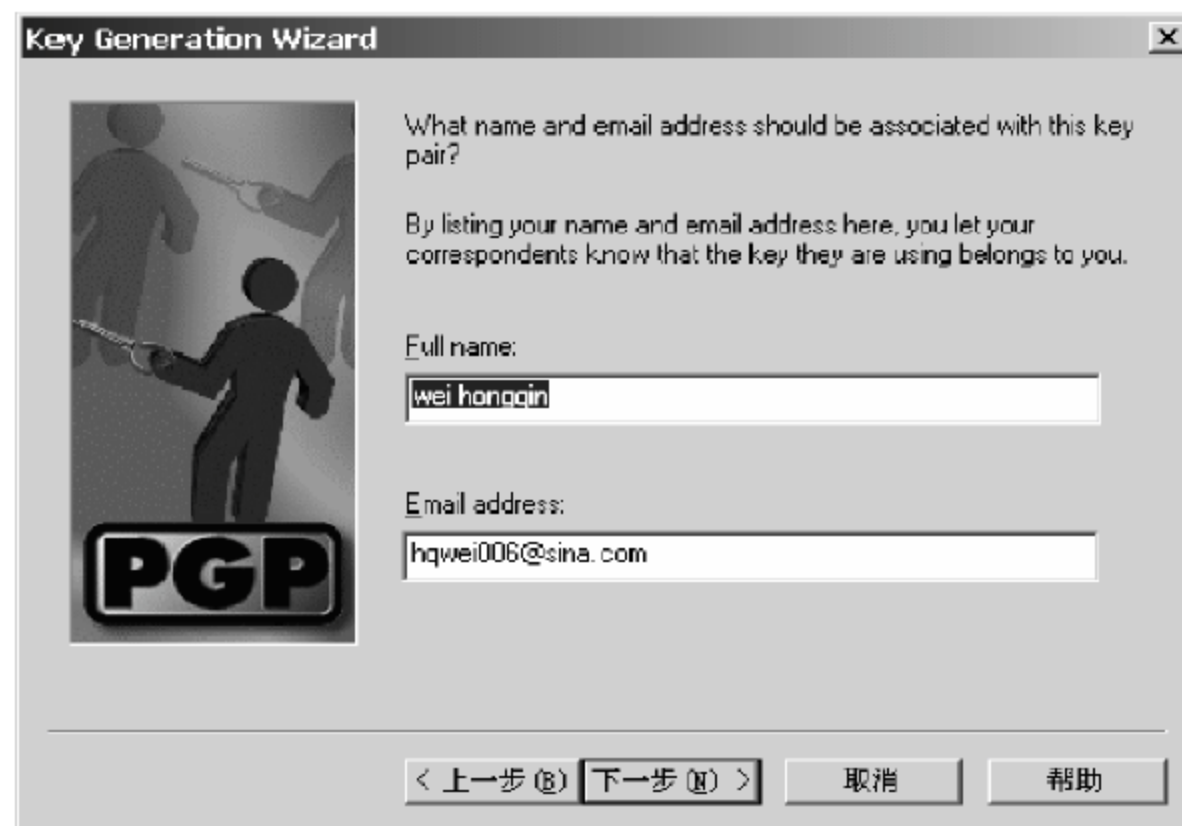 Key Generation Wizard
What name and email address should be associated with this key
pair?
By listing your name and email address here, you let your
correspondents know that the key they are using belongs to you.
Full name:
wei hongqin
Email address:
hqwei006@sina.com
PGP
< 上一步(B) 下一步(N) > 取消 帮助